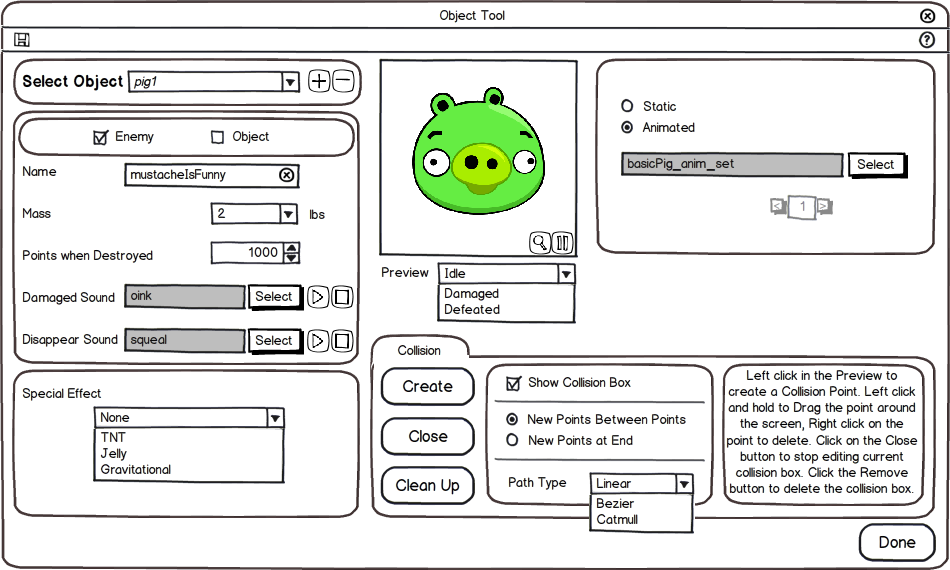 Object Tool
Select Object pig1
Enemy Object
Name mustacheIsFunny
Mass 2 lbs
Points when Destroyed 1000
Damaged Sound oink Select
Disappear Sound squeal Select
Special Effect
None
TNT
Jelly
Gravitational
Preview Idle
Damaged
Defeated
Static
Animated
basicPig_anim_set Select
< 1 >
Collision
Create
Close
Clean Up
Show Collision Box
New Points Between Points
New Points at End
Path Type Linear
Bezier
Catmull
Left click in the Preview to
create a Collision Point. Left click
and hold to Drag the point around
the screen, Right click on the
point to delete. Click on the Close
button to stop editing current
collision box. Click the Remove
button to delete the collision box.
Done